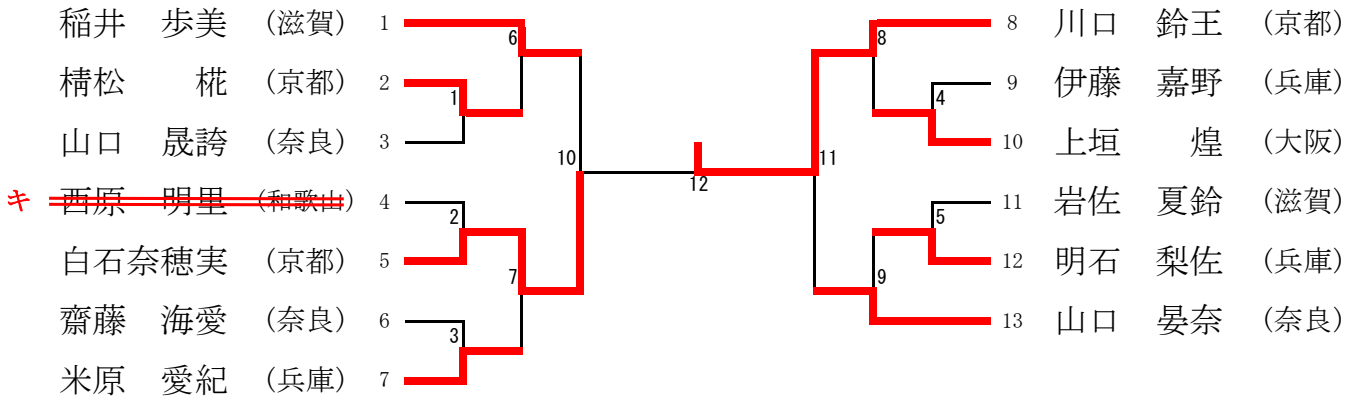 稲井　歩美 (滋賀) 1
構松　　椛 (京都) 2
山口　晟誇 (奈良) 3
キ 西原　明里 (和歌山) 4
白石奈穂実 (京都) 5
齋藤　海愛 (奈良) 6
米原　愛紀 (兵庫) 7
6
1
10
2
7
3
12
8
4
11
5
9
8 川口　鈴王 (京都)
9 伊藤　嘉野 (兵庫)
10 上垣　　煌 (大阪)
11 岩佐　夏鈴 (滋賀)
12 明石　梨佐 (兵庫)
13 山口　晏奈 (奈良)